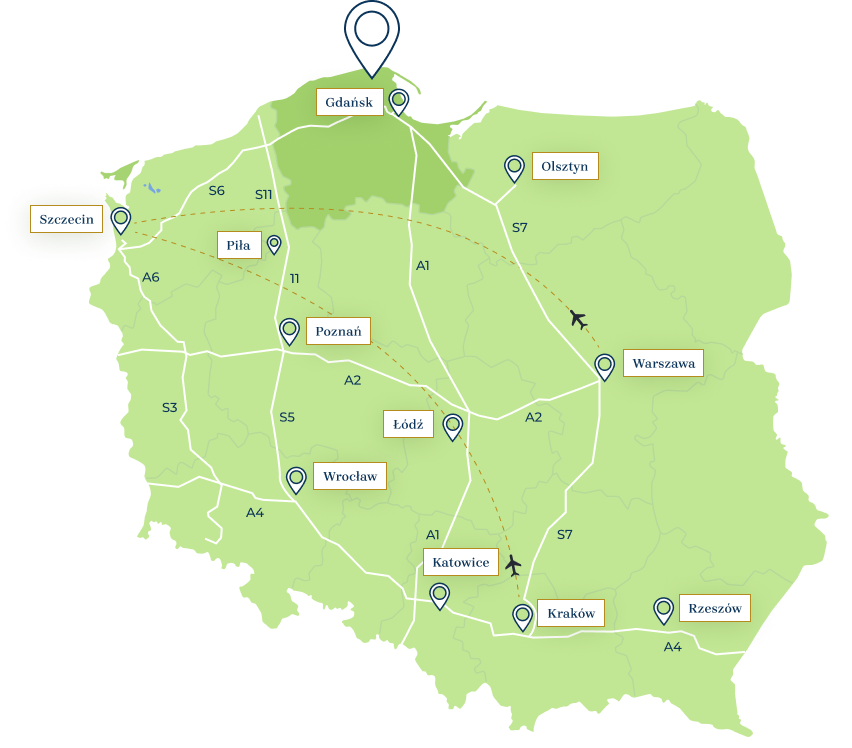 Gdańsk
Olsztyn
S6
S11
Szczecin
S7
Piła
A1
A6
11
Poznań
Warszawa
A2
S3
S5
Łódź
A2
Wrocław
A4
A1
S7
Katowice
Kraków
Rzeszów
A4